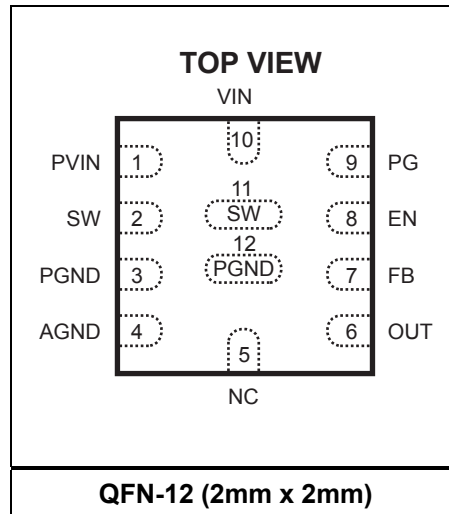 TOP VIEW
VIN
10
PVIN 1 9 PG
11
SW 2 SW 8 EN
12
PGND 3 PGND 7 FB
AGND 4 6 OUT
5
NC
QFN-12 (2mm x 2mm)